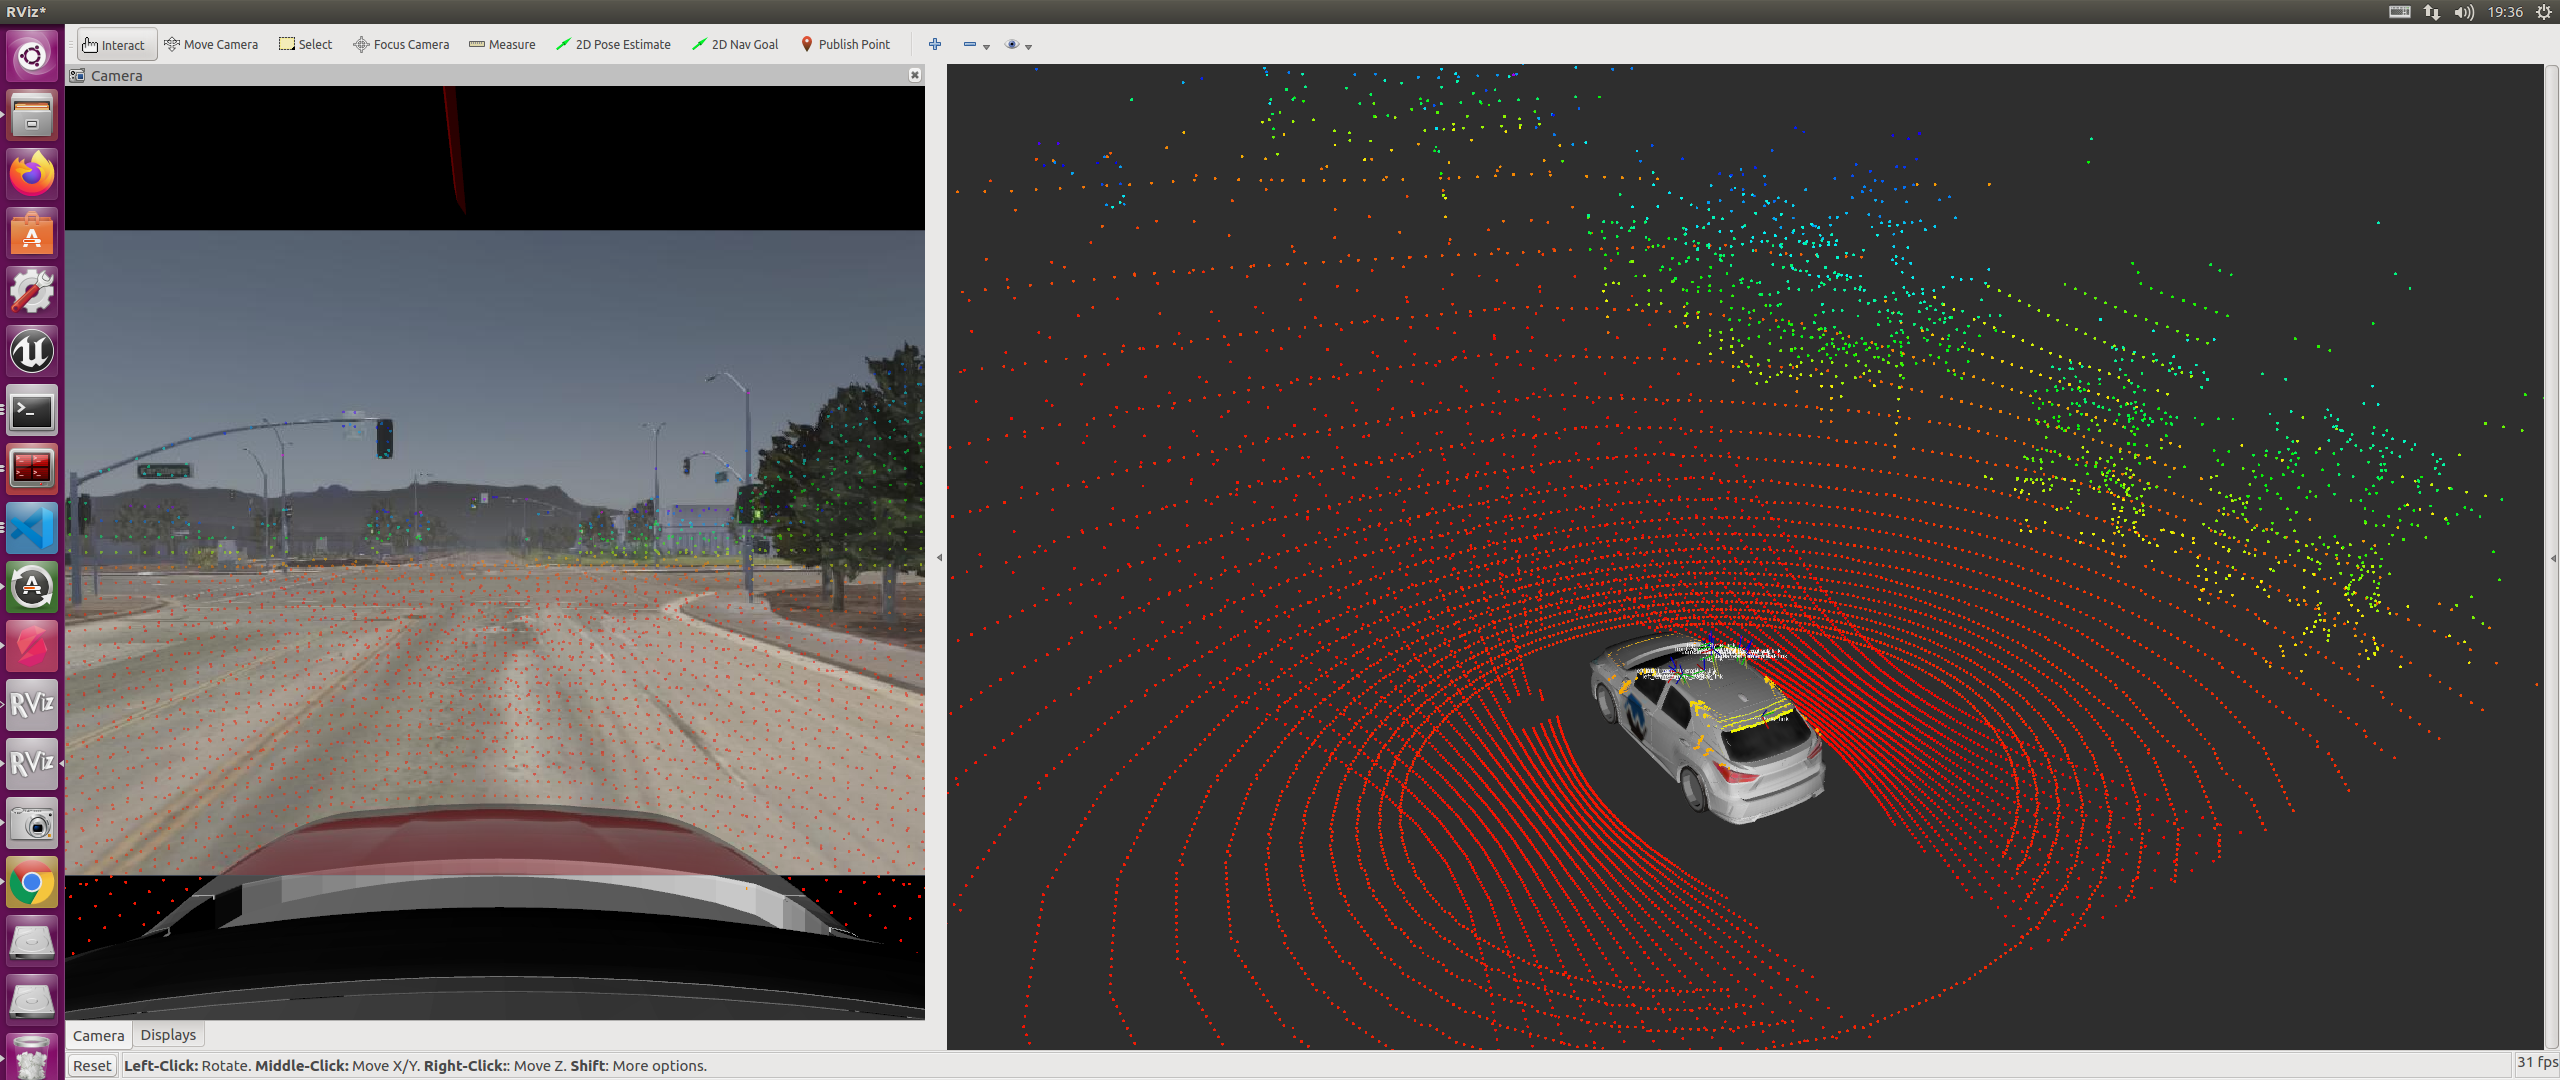 RViz*
19:36
Interact
Move Camera
Select
Focus Camera
Measure
2D Pose Estimate
2D Nav Goal
Publish Point
Camera
RViz
RViz
Camera
Displays
Reset
Left-Click: Rotate. Middle-Click: Move X/Y. Right-Click:: Move Z. Shift: More options.
31 fps